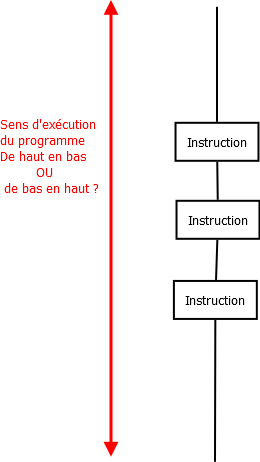 Sens d'exécution
du programme
De haut en bas
OU
de bas en haut ?
Instruction
Instruction
Instruction